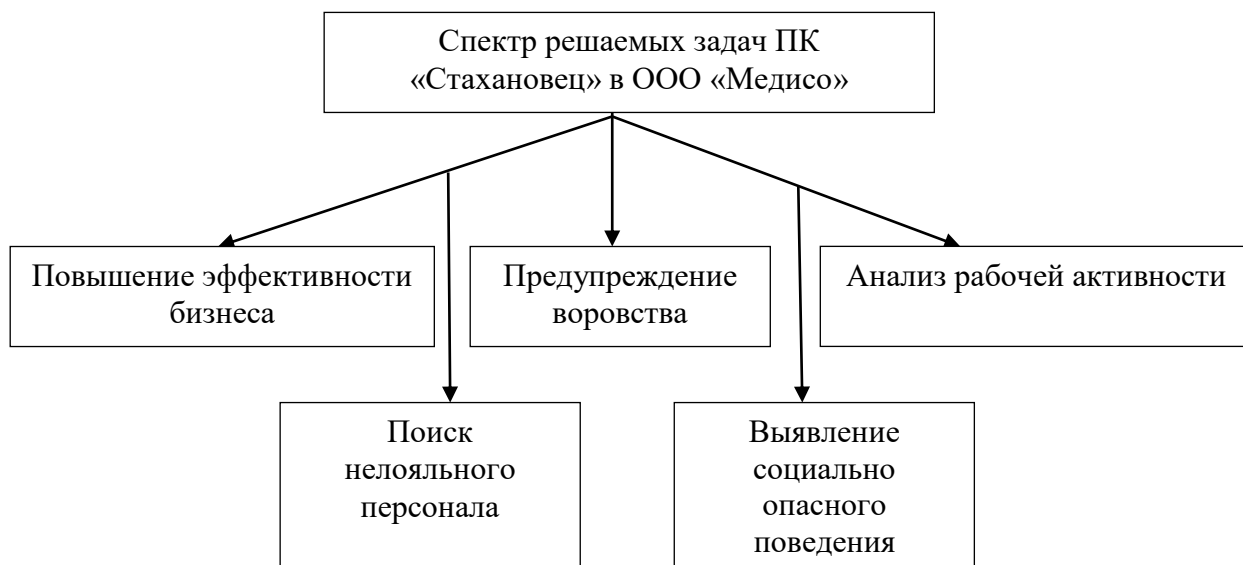 Спектр решаемых задач ПК
«Стахановец» в ООО «Медисо»
Повышение эффективности
бизнеса
Предупреждение
воровства
Анализ рабочей активности
Поиск
нелояльного
персонала
Выявление
социально
опасного
поведения